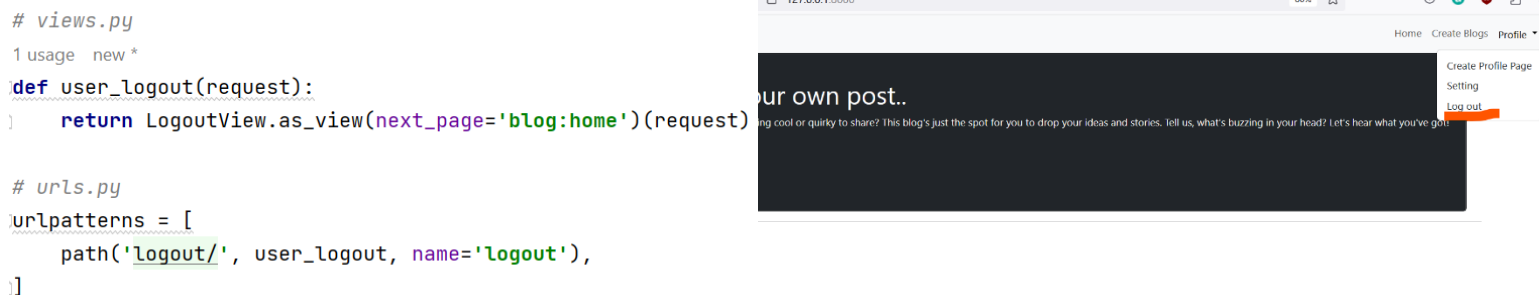 # views.py
1 usage new *
def user_logout(request):
return LogoutView.as_view(next_page='blog:home')(request)
# urls.py
urlpatterns = [
path('logout/', user_logout, name='logout'),
]
Home Create Blogs Profile
Create Profile Page
Setting
Log out
our own post..
ing cool or quirky to share? This blog's just the spot for you to drop your ideas and stories. Tell us, what's buzzing in your head? Let's hear what you've got!